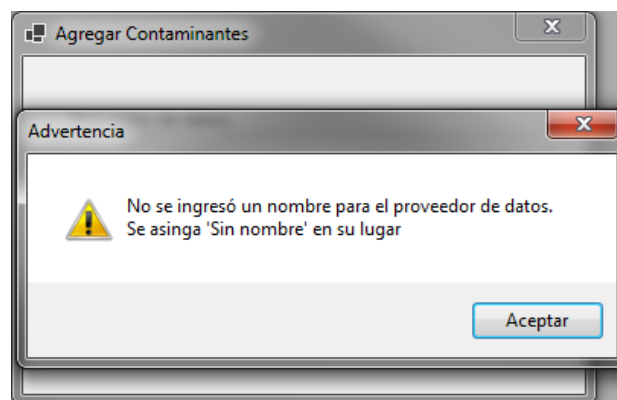 Agregar Contaminantes
Advertencia
No se ingresó un nombre para el proveedor de datos.
Se asinga 'Sin nombre' en su lugar
Aceptar